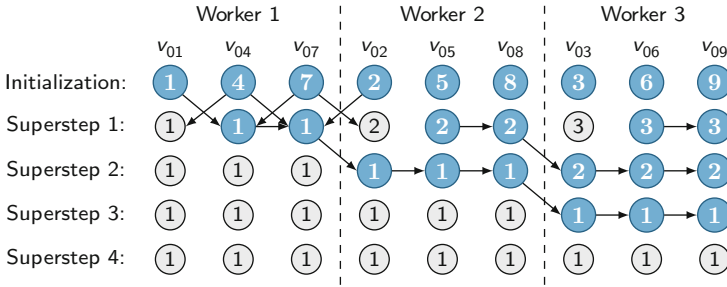 Worker 1 Worker 2 Worker 3
v01 v04 v07 v02 v05 v08 v03 v06 v09
Initialization: 1 4 7 2 5 8 3 6 9
Superstep 1: 1 1 1 2 2 2 3 3 3
Superstep 2: 1 1 1 1 1 1 2 2 2
Superstep 3: 1 1 1 1 1 1 1 1 1
Superstep 4: 1 1 1 1 1 1 1 1 1